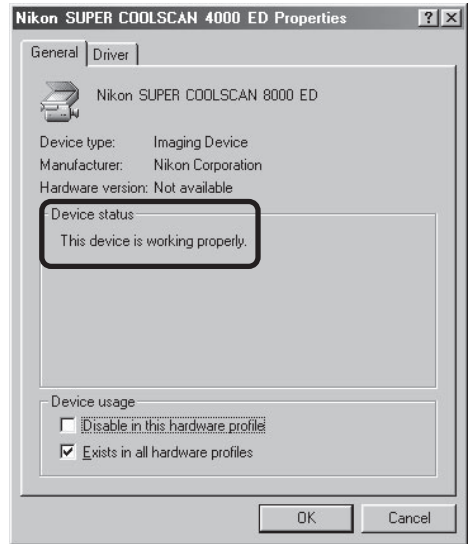 Nikon SUPER COOLSCAN 4000 ED Properties ? ×
General Driver
Nikon SUPER COOLSCAN 8000 ED
Device type: Imaging Device
Manufacturer: Nikon Corporation
Hardware version: Not available
Device status
This device is working properly.
Device usage
Disable in this hardware profile
Exists in all hardware profiles
OK Cancel